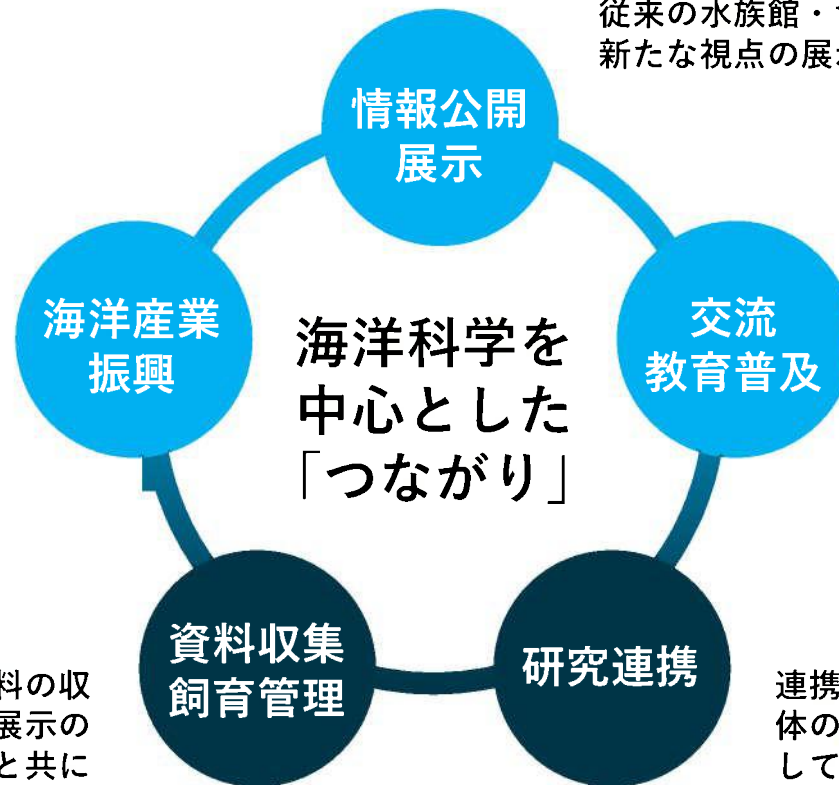 従来の水族館・
新たな視点の展
情報公開
展示
海洋産業
振興
交流
教育普及
海洋科学を
中心とした
「つながり」
資料収集
飼育管理
研究連携
料の収
展示の
と共に
連携
体の
して